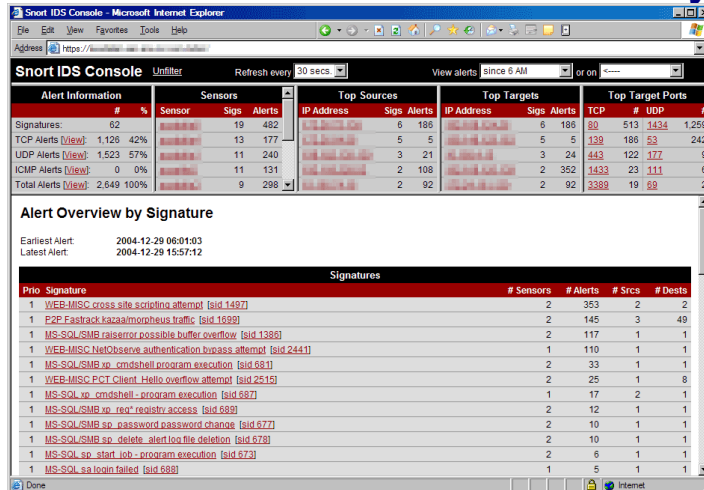 Snort IDS Console - Microsoft Internet Explorer
File Edit View Favorites Tools Help
Address https://
Snort IDS Console Unfilter Refresh every 30 secs. View alerts since 6 AM or on <----
Alert Information Sensors Top Sources Top Targets Top Target Ports
# % Sensor Sigs Alerts IP Address Sigs Alerts IP Address Sigs Alerts TCP # UDP
Signatures: 62 19 482 6 186 6 186 80 513 1434 1,259
TCP Alerts [View]: 1,126 42% 13 177 5 5 5 5 139 186 53 242
UDP Alerts [View]: 1,523 57% 11 240 3 21 3 24 443 122 177 9
ICMP Alerts [View]: 0 0% 11 131 2 108 2 352 1433 23 111 6
Total Alerts [View]: 2,649 100% 9 298 2 92 2 92 3389 19 69 2
Alert Overview by Signature
Earliest Alert: 2004-12-29 06:01:03
Latest Alert: 2004-12-29 15:57:12
Signatures
Prio Signature # Sensors # Alerts # Srcs # Dests
1 WEB-MISC cross site scripting attempt [sid 1497] 2 353 2 2
1 P2P Fastrack kazaa/morpheus traffic [sid 1699] 2 145 3 49
1 MS-SQL/SMB raiserror possible buffer overflow [sid 1386] 2 117 1 1
1 WEB-MISC NetObserve authentication bypass attempt [sid 2441] 1 110 1 1
1 MS-SQL/SMB xp_cmdshell program execution [sid 681] 2 33 1 1
1 WEB-MISC PCT Client_Hello overflow attempt [sid 2515] 2 25 1 8
1 MS-SQL xp_cmdshell - program execution [sid 687] 1 17 2 1
1 MS-SQL/SMB xp_reg* registry access [sid 689] 2 12 1 1
1 MS-SQL/SMB sp_password password change [sid 677] 2 10 1 1
1 MS-SQL/SMB sp_delete_alert log file deletion [sid 678] 2 10 1 1
1 MS-SQL sp_start_job - program execution [sid 673] 2 6 1 1
1 MS-SQL sa login failed [sid 688] 1 5 1 1
Done Internet